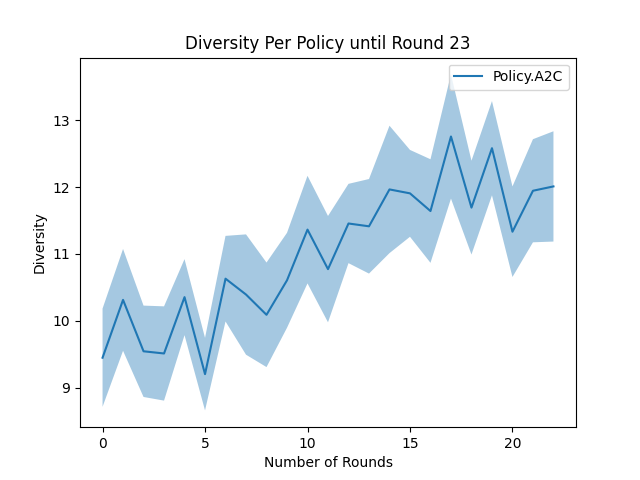 Diversity Per Policy until Round 23
Policy.A2C
Diversity
13
12
11
10
9
0 5 10 15 20
Number of Rounds